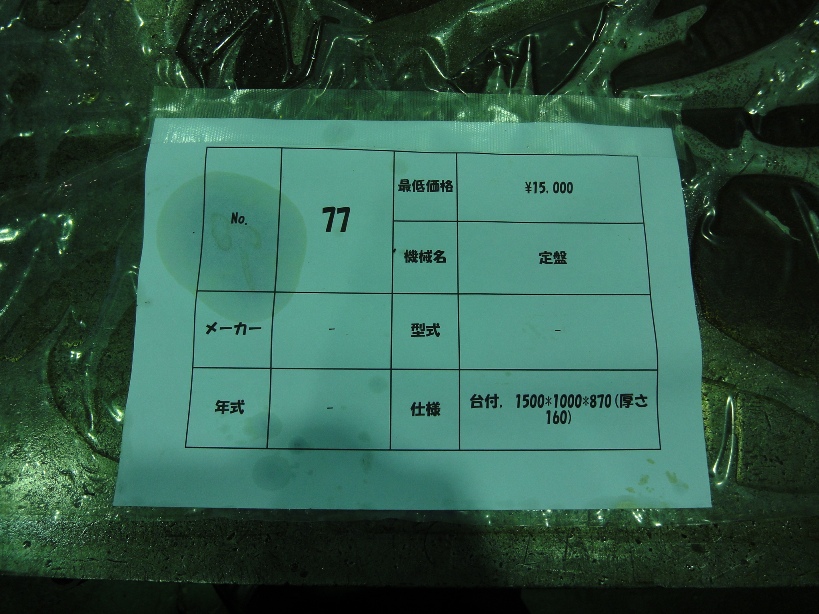 No. 77 最低価格 ¥15,000
機械名 定盤
メーカー - 型式 -
年式 - 仕様 台付, 1500*1000*870(厚さ
160)